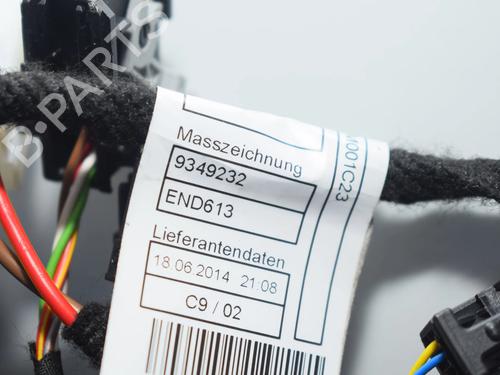 B-PARTS
Masszeichnung
9349232
END613
Lieferantendaten
18.06.2014 21:08
C9 / 02
001C23